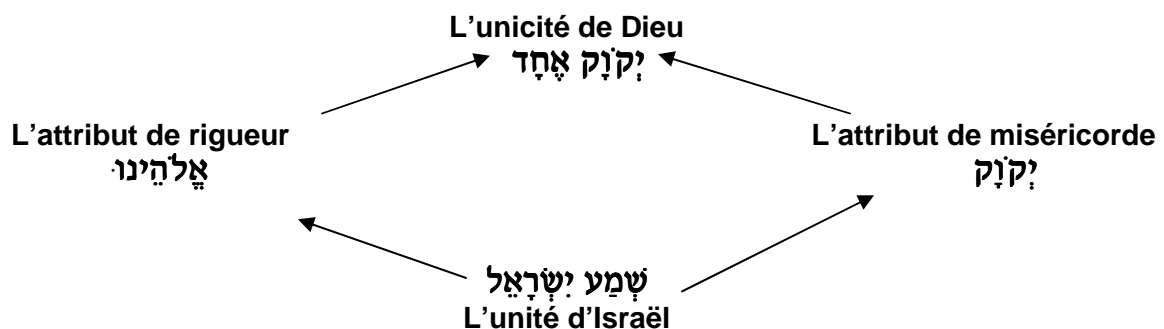 L'unicité de Dieu
יְקֹוָק אֶחָד
L'attribut de rigueur
אֱלֹהֵינוּ
L'attribut de miséricorde
יְקֹוָק
שְׁמַע יִשְׂרָאֵל
L'unité d'Israël